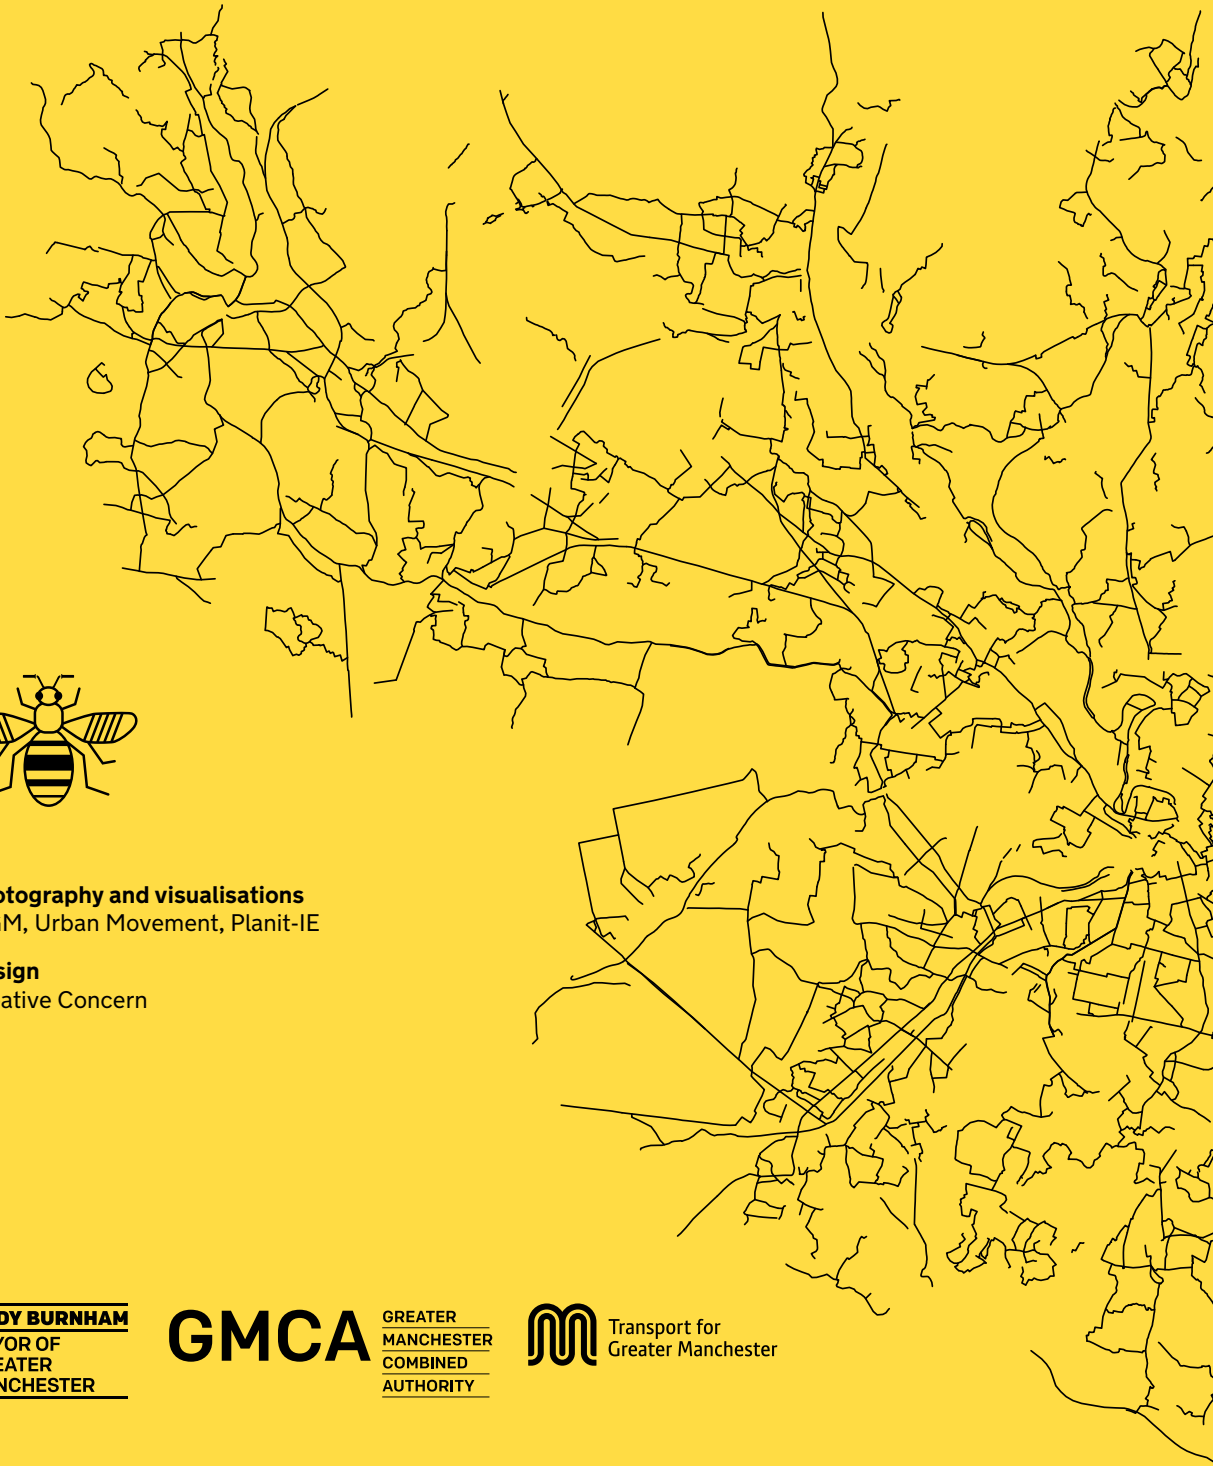 otography and visualisations
GM, Urban Movement, Planit-IE
sign
ative Concern
DY BURNHAM
YOR OF
EATER
NCHESTER
GMCA
GREATER
MANCHESTER
COMBINED
AUTHORITY
Transport for
Greater Manchester